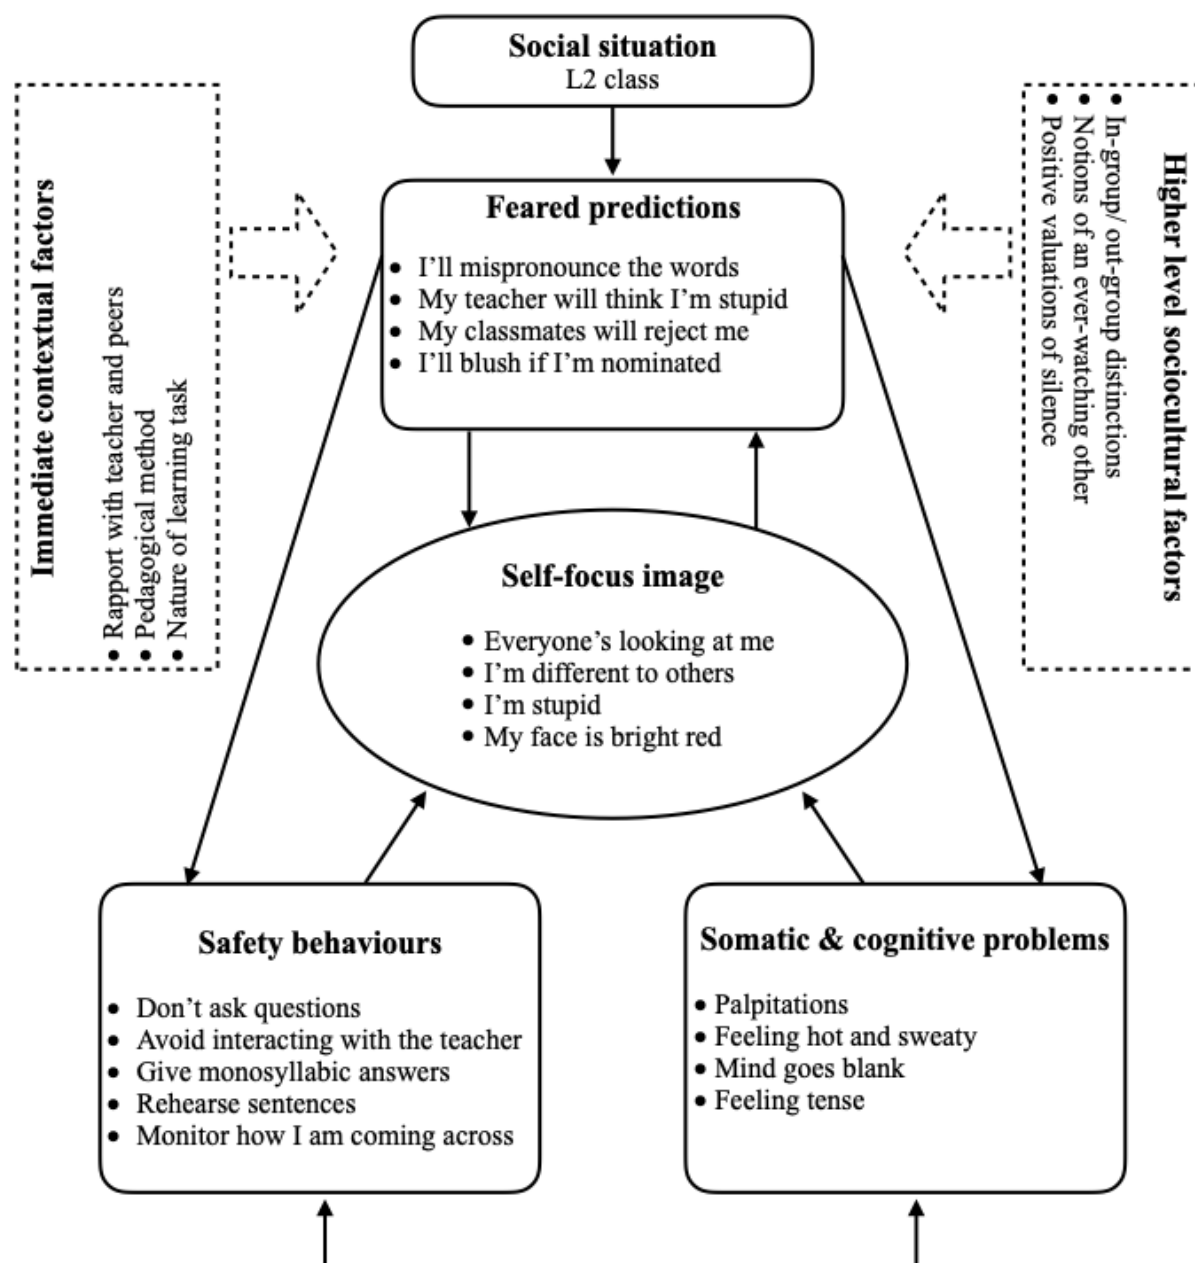 Social situation
L2 class
Immediate contextual factors
• Rapport with teacher and peers
• Pedagogical method
• Nature of learning task
Feared predictions
• I’ll mispronounce the words
• My teacher will think I’m stupid
• My classmates will reject me
• I’ll blush if I’m nominated
Higher level sociocultural factors
• In-group/ out-group distinctions
• Notions of an ever-watching other
• Positive valuations of silence
Self-focus image
• Everyone’s looking at me
• I’m different to others
• I’m stupid
• My face is bright red
Safety behaviours
• Don’t ask questions
• Avoid interacting with the teacher
• Give monosyllabic answers
• Rehearse sentences
• Monitor how I am coming across
Somatic & cognitive problems
• Palpitations
• Feeling hot and sweaty
• Mind goes blank
• Feeling tense